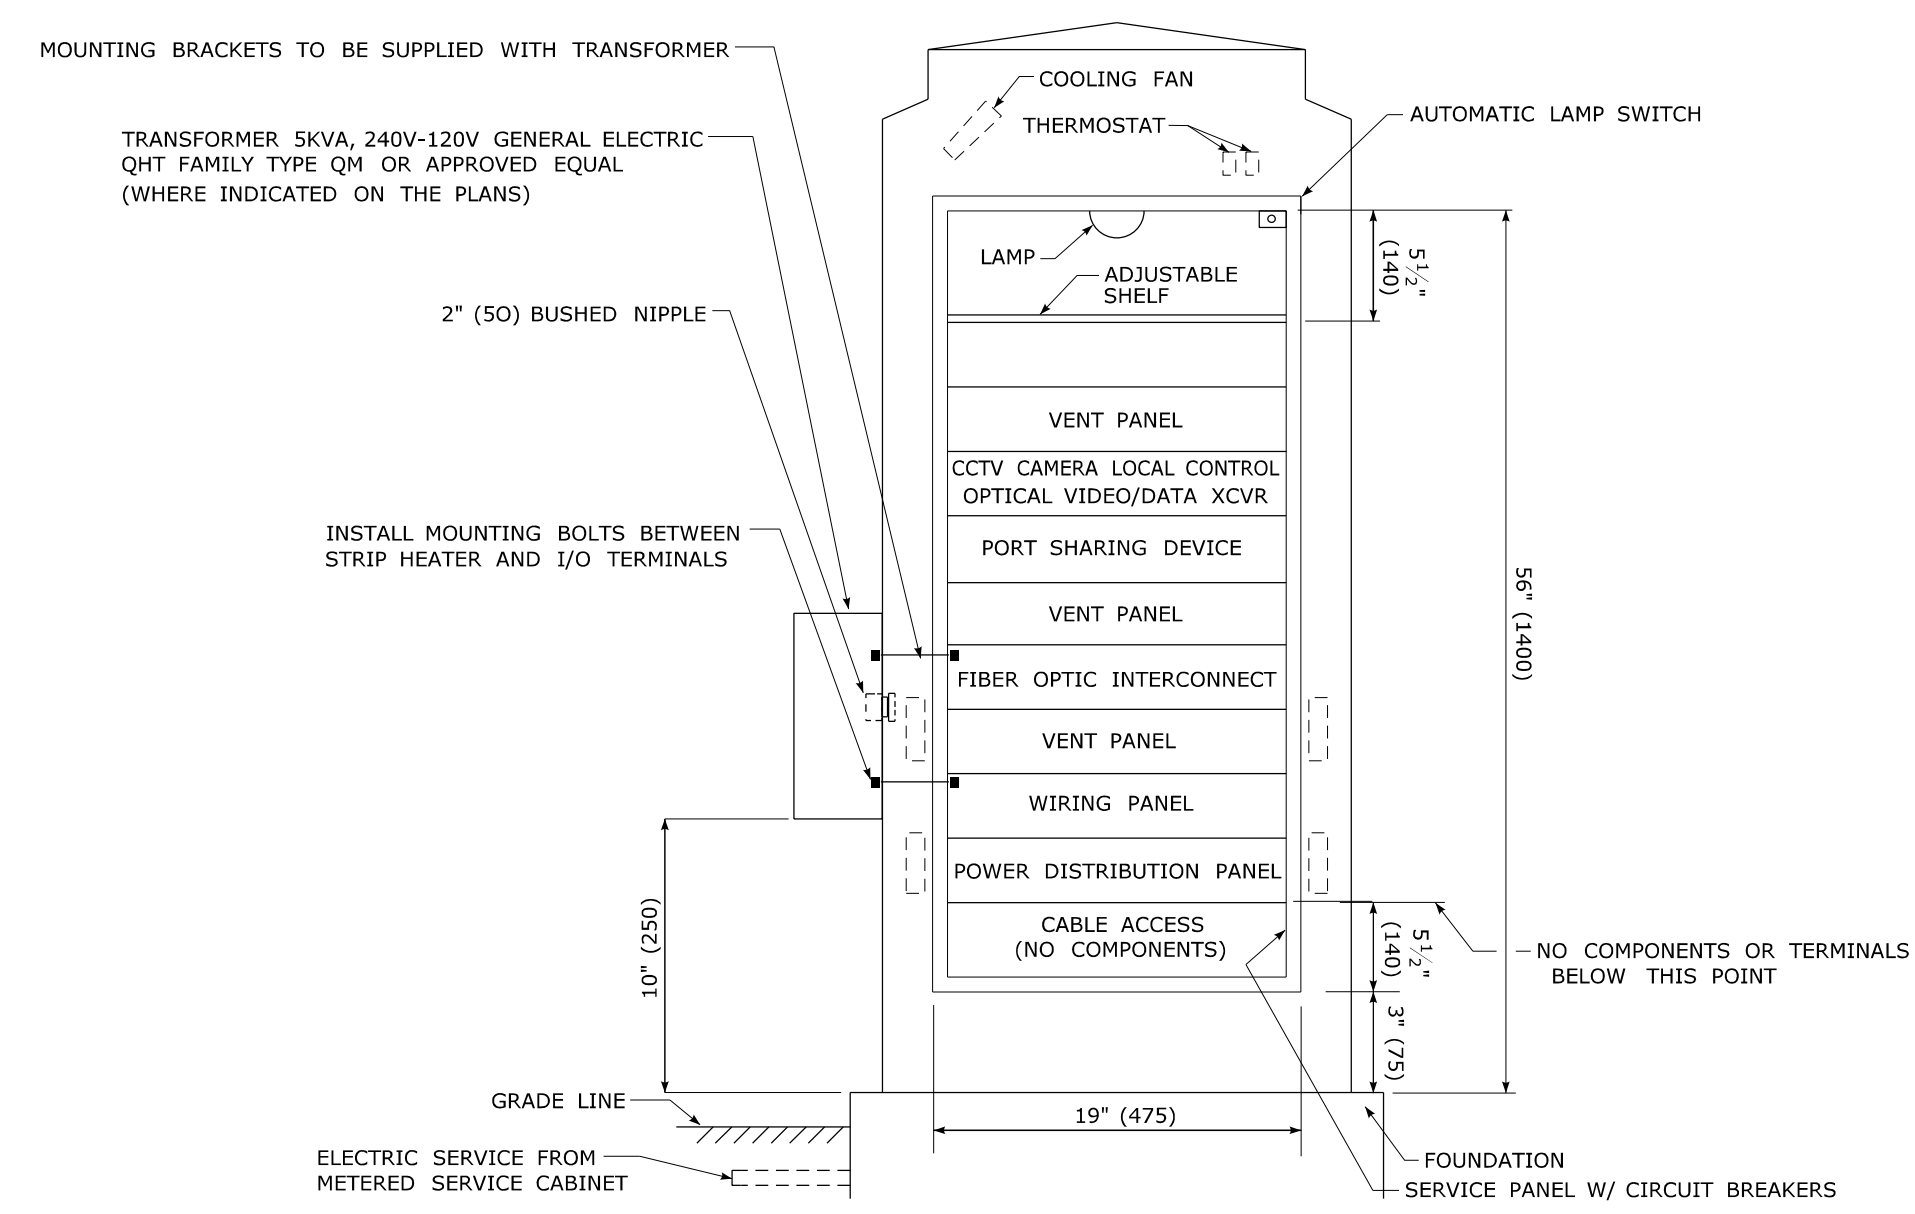 MOUNTING BRACKETS TO BE SUPPLIED WITH TRANSFORMER
COOLING FAN
AUTOMATIC LAMP SWITCH
THERMOSTAT
TRANSFORMER 5KVA, 240V-120V GENERAL ELECTRIC
QHT FAMILY TYPE QM OR APPROVED EQUAL
(WHERE INDICATED ON THE PLANS)
LAMP
ADJUSTABLE
SHELF
5½"
(140)
2" (50) BUSHED NIPPLE
VENT PANEL
CCTV CAMERA LOCAL CONTROL
OPTICAL VIDEO/DATA XCVR
INSTALL MOUNTING BOLTS BETWEEN
STRIP HEATER AND I/O TERMINALS
PORT SHARING DEVICE
VENT PANEL
56" (1400)
FIBER OPTIC INTERCONNECT
VENT PANEL
WIRING PANEL
POWER DISTRIBUTION PANEL
CABLE ACCESS
(NO COMPONENTS)
10" (250)
5½"
(140)
NO COMPONENTS OR TERMINALS
BELOW THIS POINT
3" (75)
GRADE LINE
19" (475)
ELECTRIC SERVICE FROM
METERED SERVICE CABINET
FOUNDATION
SERVICE PANEL W/ CIRCUIT BREAKERS